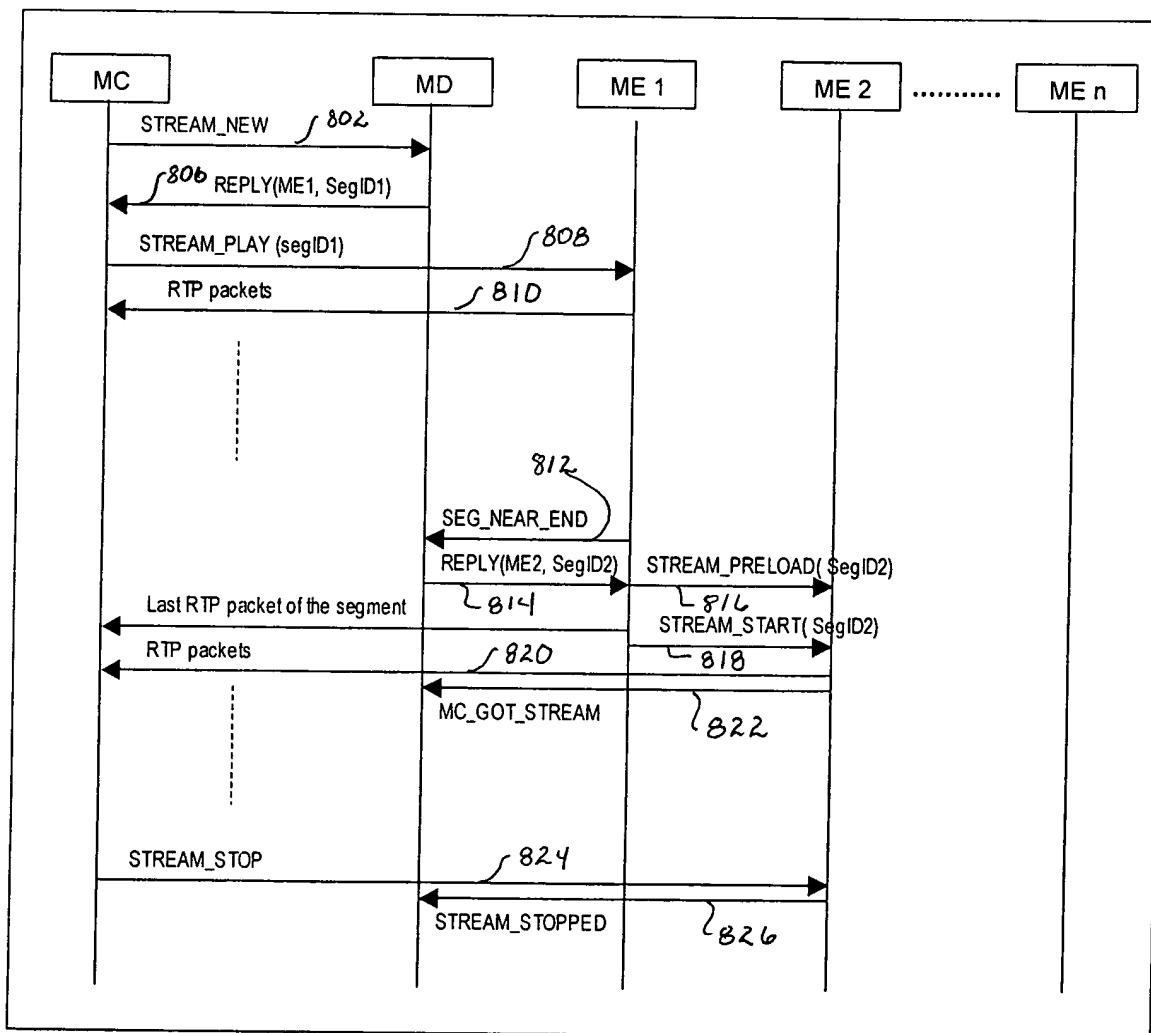 MC MD ME 1 ME 2 ........... ME n
STREAM_NEW 802
806 REPLY(ME1, SegID1)
STREAM_PLAY (segID1) 808
RTP packets 810
812
SEG_NEAR_END
REPLY(ME2, SegID2) STREAM_PRELOAD( SegID2)
814 816
Last RTP packet of the segment
STREAM_START( SegID2)
RTP packets 820 818
MC_GOT_STREAM 822
STREAM_STOP 824
STREAM_STOPPED 826